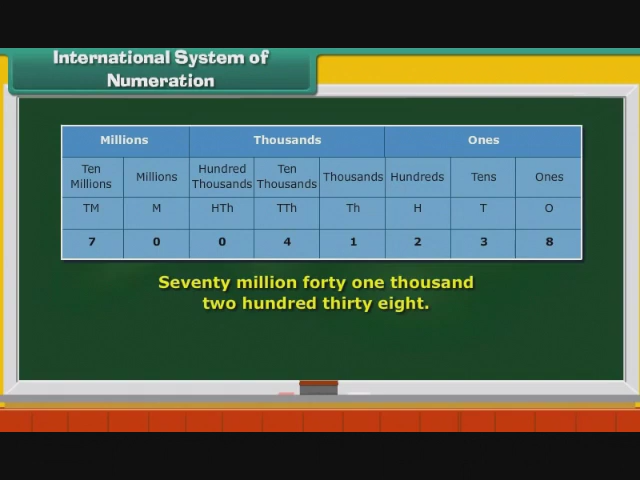 International System of
Numeration
Millions Thousands Ones
Ten Millions Millions Hundred Thousands Ten Thousands Thousands Hundreds Tens Ones
TM M HTh TTh Th H T O
7 0 0 4 1 2 3 8
Seventy million forty one thousand
two hundred thirty eight.